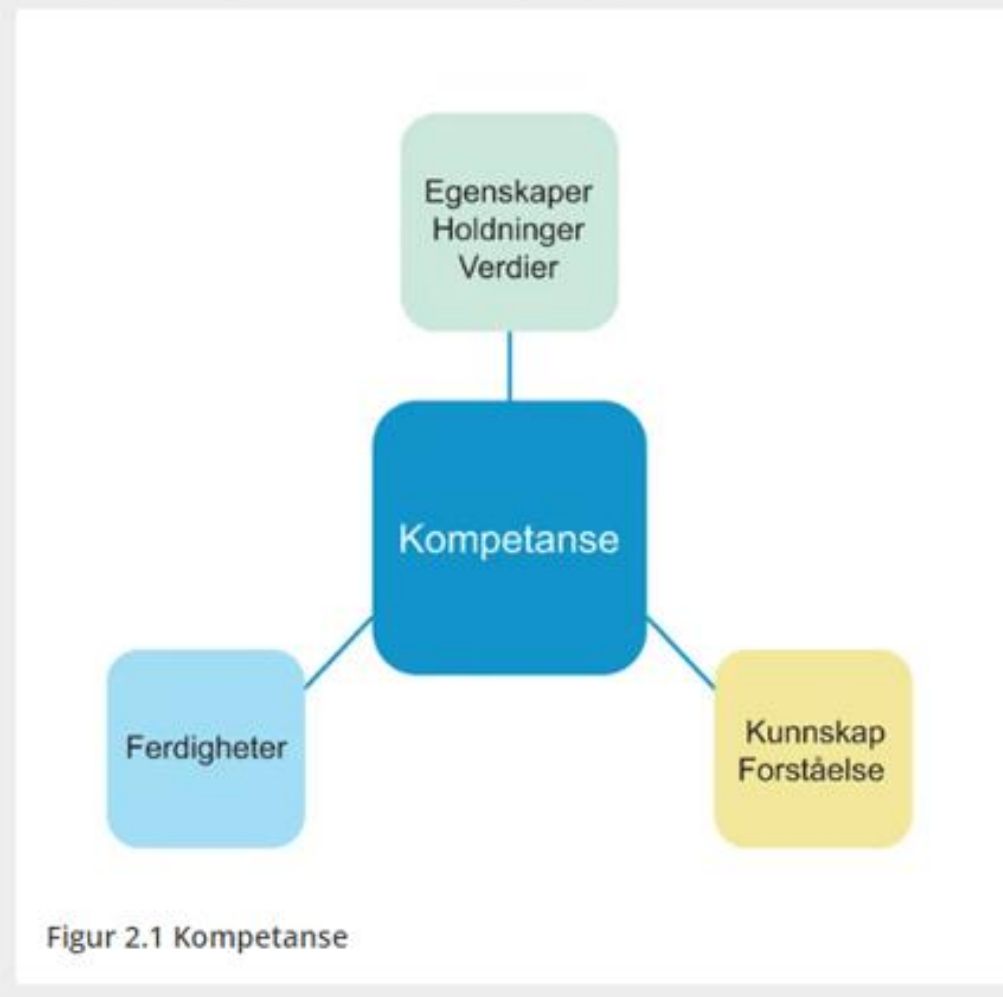 Egenskaper
Holdninger
Verdier
Kompetanse
Ferdigheter
Kunnskap
Forståelse
Figur 2.1 Kompetanse